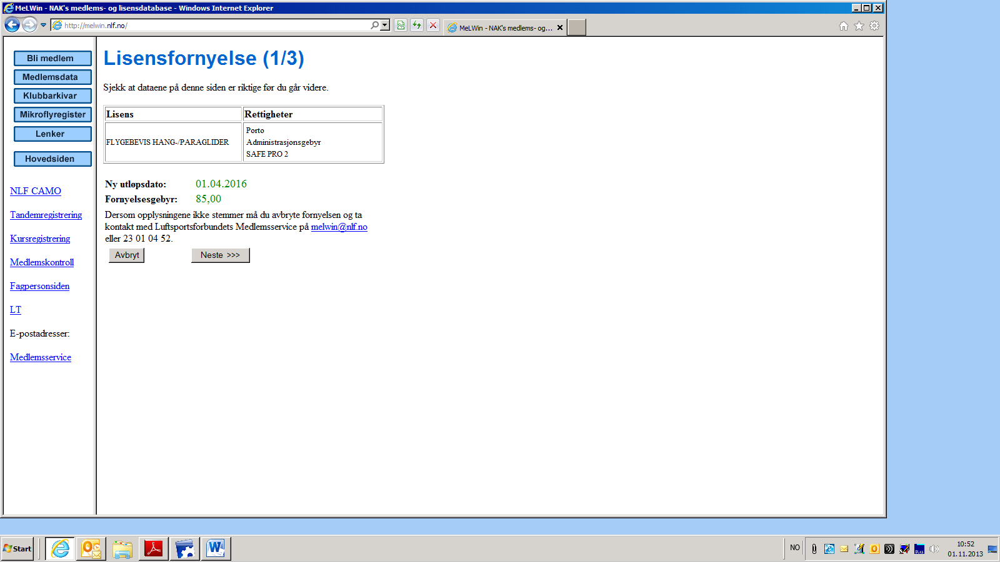 MeLWin - NAK's medlems- og lisensdatabase - Windows Internet Explorer
http://melwin.nlf.no/
MeLWin - NAK's medlems- og...
Bli medlem
Medlemsdata
Klubbarkivar
Mikroflyregister
Lenker
Hovedsiden
NLF CAMO
Tandemregistrering
Kursregistrering
Medlemskontroll
Fagpersonsiden
LT
E-postadresser:
Medlemsservice
Lisensfornyelse (1/3)
Sjekk at dataene på denne siden er riktige før du går videre.
Lisens Rettigheter
FLYGEBEVIS HANG-/PARAGLIDER
Porto
Administrasjonsgebyr
SAFE PRO 2
Ny utløpsdato: 01.04.2016
Fornyelsesgebyr: 85,00
Dersom opplysningene ikke stemmer må du avbryte fornyelsen og ta
kontakt med Luftsportsforbundets Medlemsservice på melwin@nlf.no
eller 23 01 04 52.
Avbryt Neste >>>
Start
NO
10:52
01.11.2013